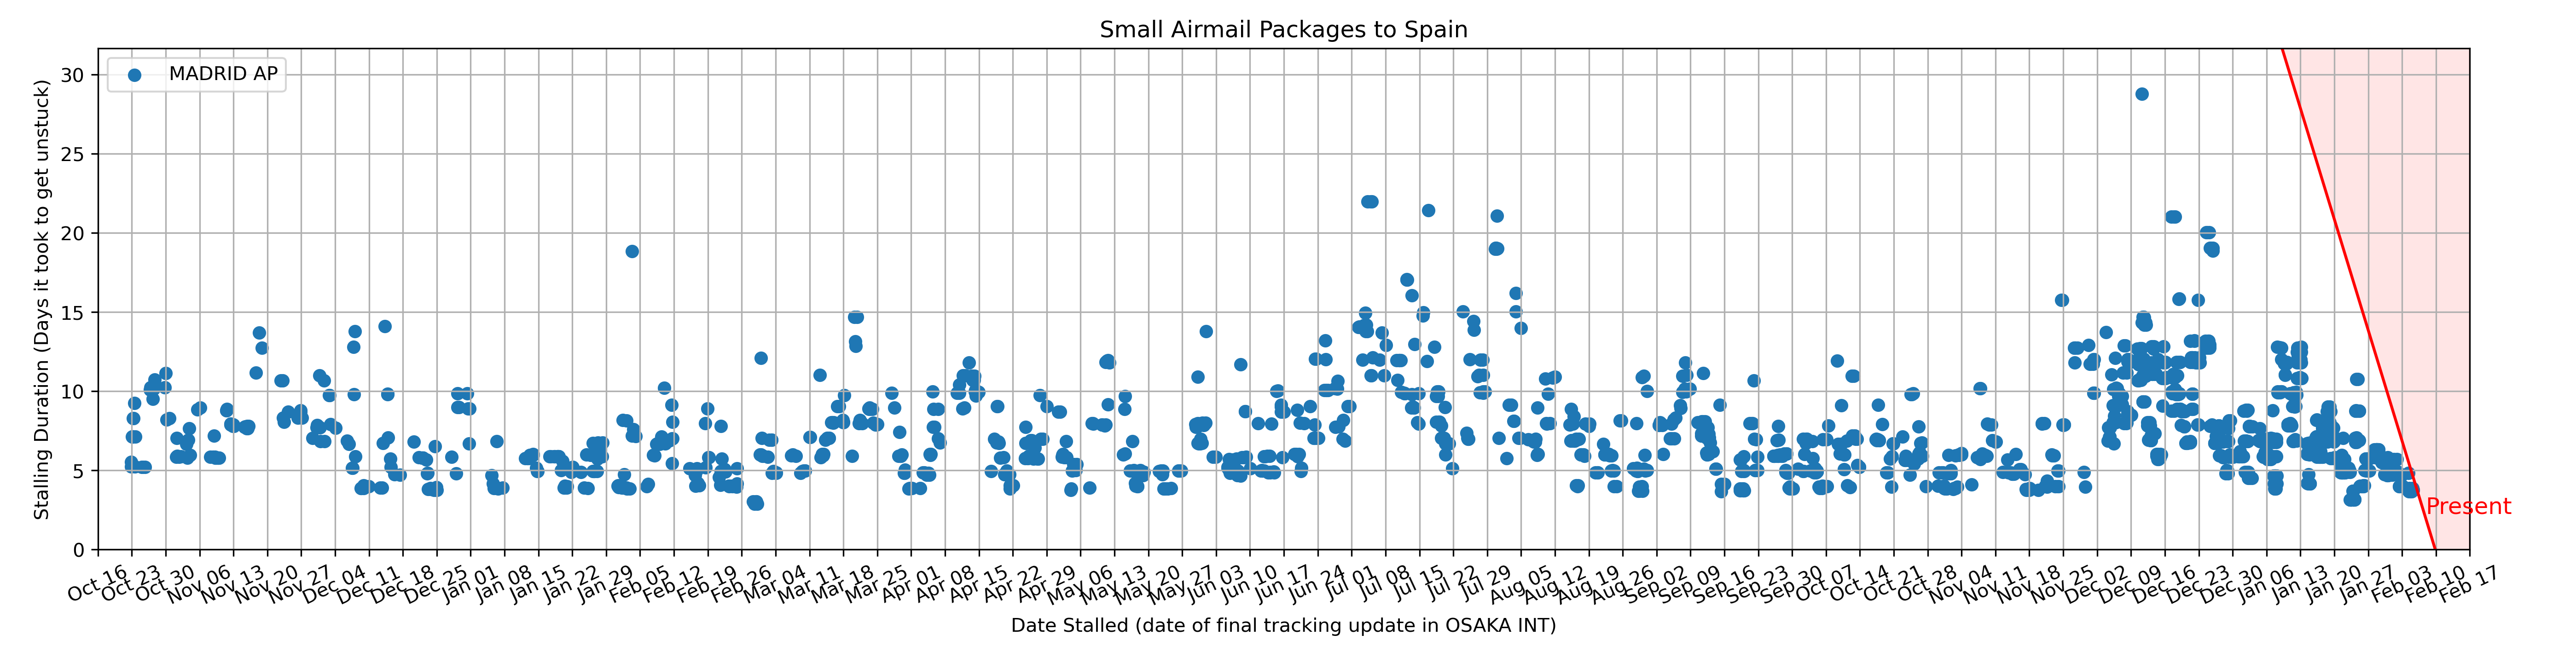 Small Airmail Packages to Spain
MADRID AP
Stalling Duration (Days it took to get unstuck)
30
25
20
15
10
5
0
Present
Oct 16
Oct 23
Oct 30
Nov 06
Nov 13
Nov 20
Nov 27
Dec 04
Dec 11
Dec 18
Dec 25
Jan 01
Jan 08
Jan 15
Jan 22
Jan 29
Feb 05
Feb 12
Feb 19
Feb 26
Mar 04
Mar 11
Mar 18
Mar 25
Apr 01
Apr 08
Apr 15
Apr 22
Apr 29
May 06
May 13
May 20
May 27
Jun 03
Jun 10
Jun 17
Jun 24
Jul 01
Jul 08
Jul 15
Jul 22
Jul 29
Aug 05
Aug 12
Aug 19
Aug 26
Sep 02
Sep 09
Sep 16
Sep 23
Sep 30
Oct 07
Oct 14
Oct 21
Oct 28
Nov 04
Nov 11
Nov 18
Nov 25
Dec 02
Dec 09
Dec 16
Dec 23
Dec 30
Jan 06
Jan 13
Jan 20
Jan 27
Feb 03
Feb 10
Feb 17
Date Stalled (date of final tracking update in OSAKA INT)